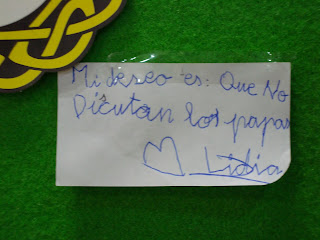 Mi deseo es: Que No
Dicutan los papas
Lidia